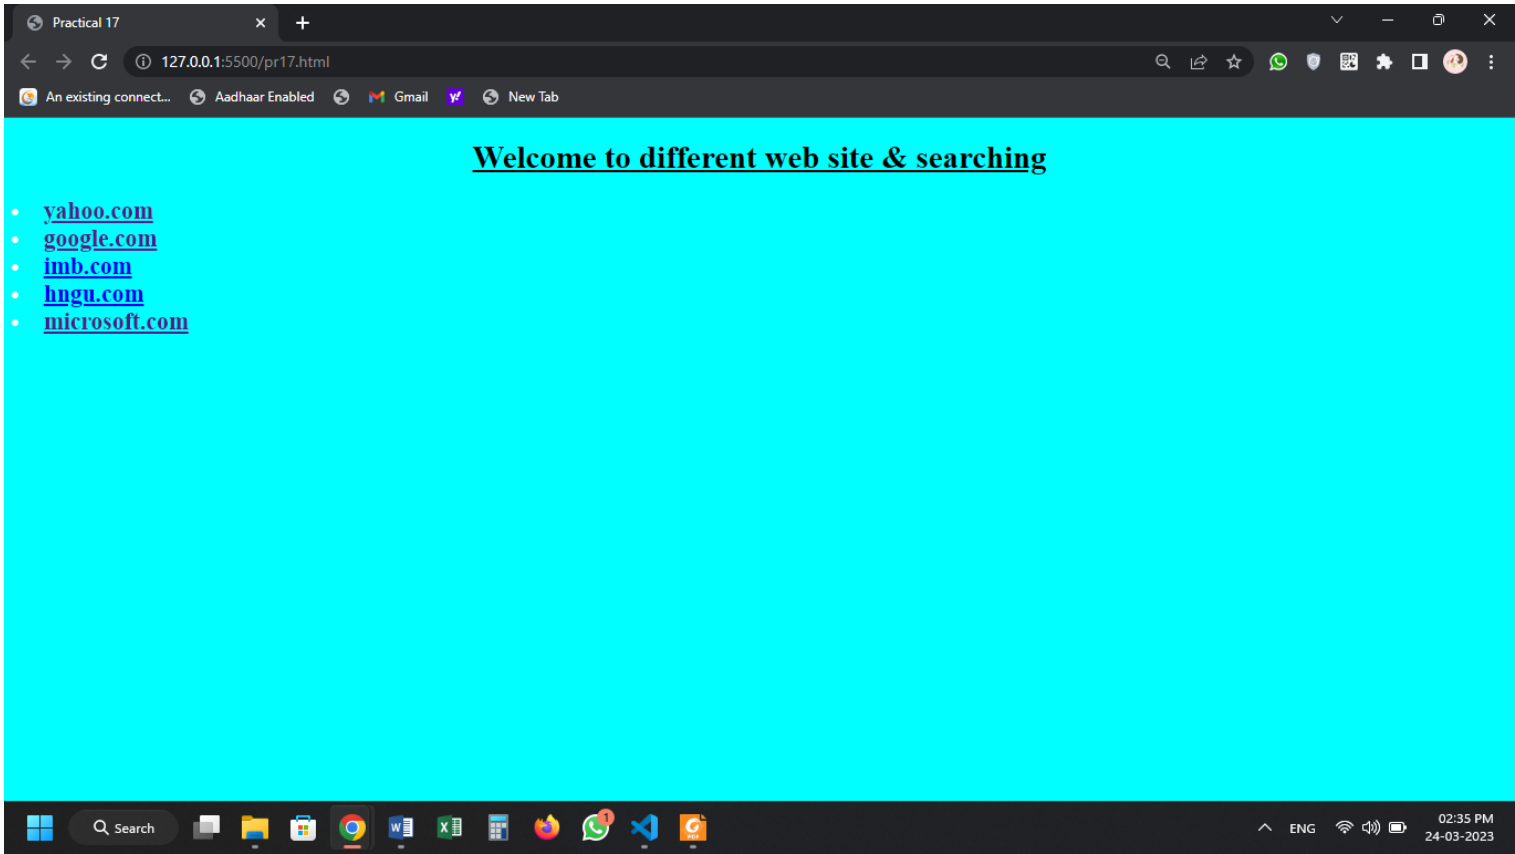 Practical 17
127.0.0.1:5500/pr17.html
An existing connect... Aadhaar Enabled Gmail New Tab
Welcome to different web site & searching
yahoo.com
google.com
imb.com
hngu.com
microsoft.com
Search
ENG
02:35 PM
24-03-2023